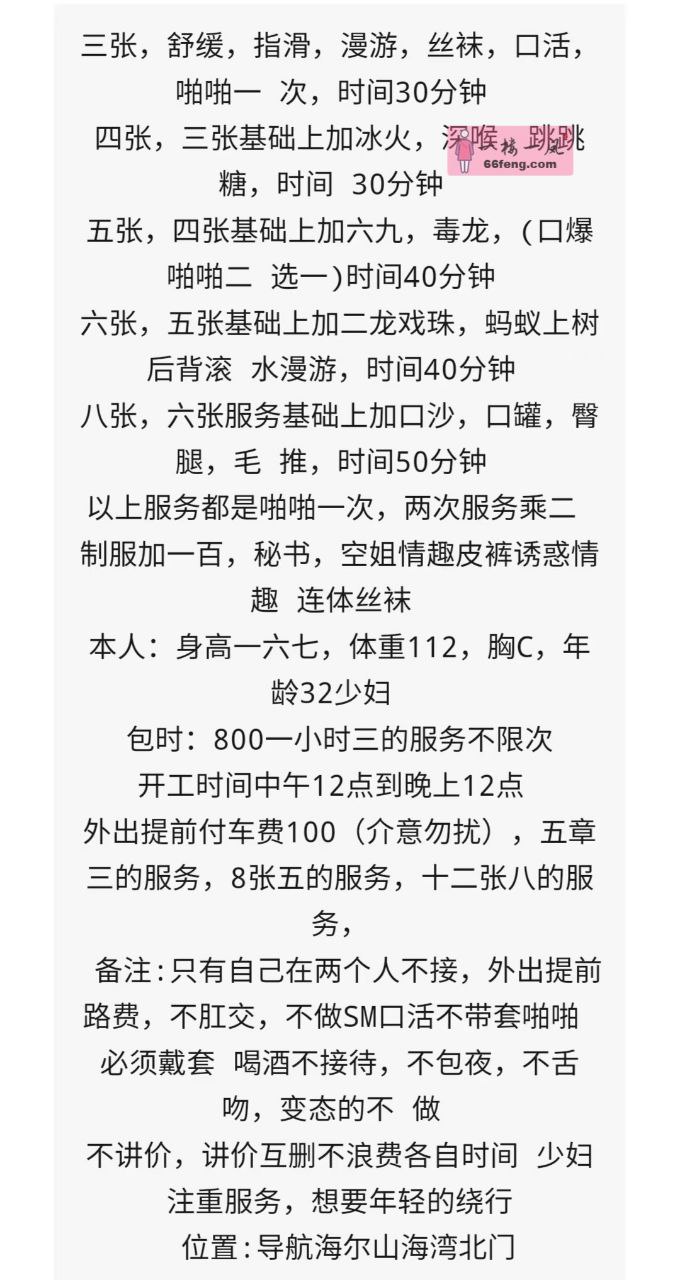 三张，舒缓，指滑，漫游，丝袜，口活，
啪啪一 次，时间30分钟
四张，三张基础上加冰火，深喉，跳跳
66feng.com
糖，时间 30分钟
五张，四张基础上加六九，毒龙，(口爆
啪啪二 选一)时间40分钟
六张，五张基础上加二龙戏珠，蚂蚁上树
后背滚 水漫游，时间40分钟
八张，六张服务基础上加口沙，口罐，臀
腿，毛 推，时间50分钟
以上服务都是啪啪一次，两次服务乘二
制服加一百，秘书，空姐情趣皮裤诱惑情
趣 连体丝袜
本人：身高一六七，体重112，胸C，年
龄32少妇
包时：800一小时三的服务不限次
开工时间中午12点到晚上12点
外出提前付车费100（介意勿扰），五章
三的服务，8张五的服务，十二张八的服
务，
备注:只有自己在两个人不接，外出提前
路费，不肛交，不做SM口活不带套啪啪
必须戴套 喝酒不接待，不包夜，不舌
吻，变态的不 做
不讲价，讲价互删不浪费各自时间 少妇
注重服务，想要年轻的绕行
位置:导航海尔山海湾北门